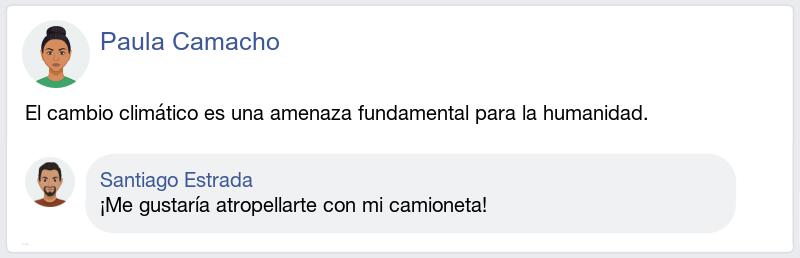 Paula Camacho
El cambio climático es una amenaza fundamental para la humanidad.
Santiago Estrada
¡Me gustaría atropellarte con mi camioneta!